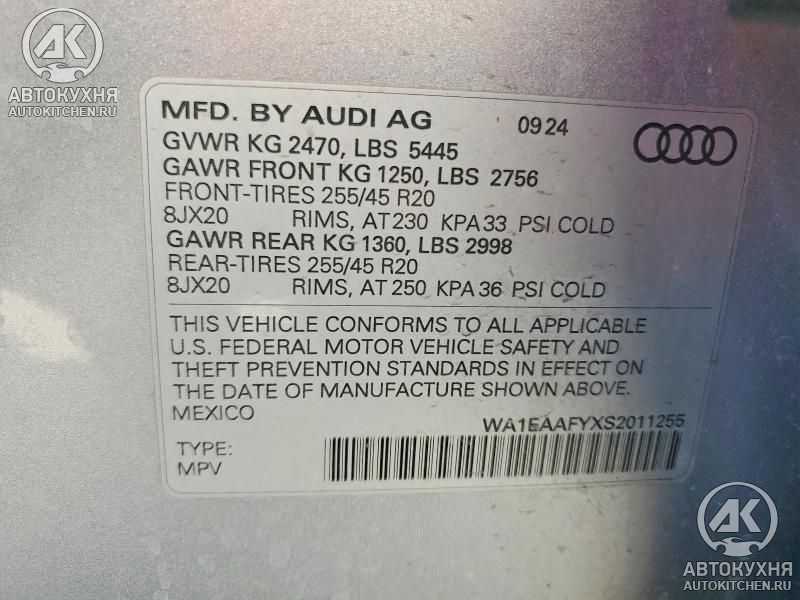 АК
АВТОКУХНЯ
AUTOKITCHEN.RU
MFD. BY AUDI AG 09 24
GVWR KG 2470, LBS 5445
GAWR FRONT KG 1250, LBS 2756
FRONT-TIRES 255/45 R20
8JX20 RIMS, AT 230 KPA 33 PSI COLD
GAWR REAR KG 1360, LBS 2998
REAR-TIRES 255/45 R20
8JX20 RIMS, AT 250 KPA 36 PSI COLD
THIS VEHICLE CONFORMS TO ALL APPLICABLE
U.S. FEDERAL MOTOR VEHICLE SAFETY AND
THEFT PREVENTION STANDARDS IN EFFECT ON
THE DATE OF MANUFACTURE SHOWN ABOVE.
MEXICO
WA1EAAFYXS2011255
TYPE:
MPV
АК
АВТОКУХНЯ
AUTOKITCHEN.RU